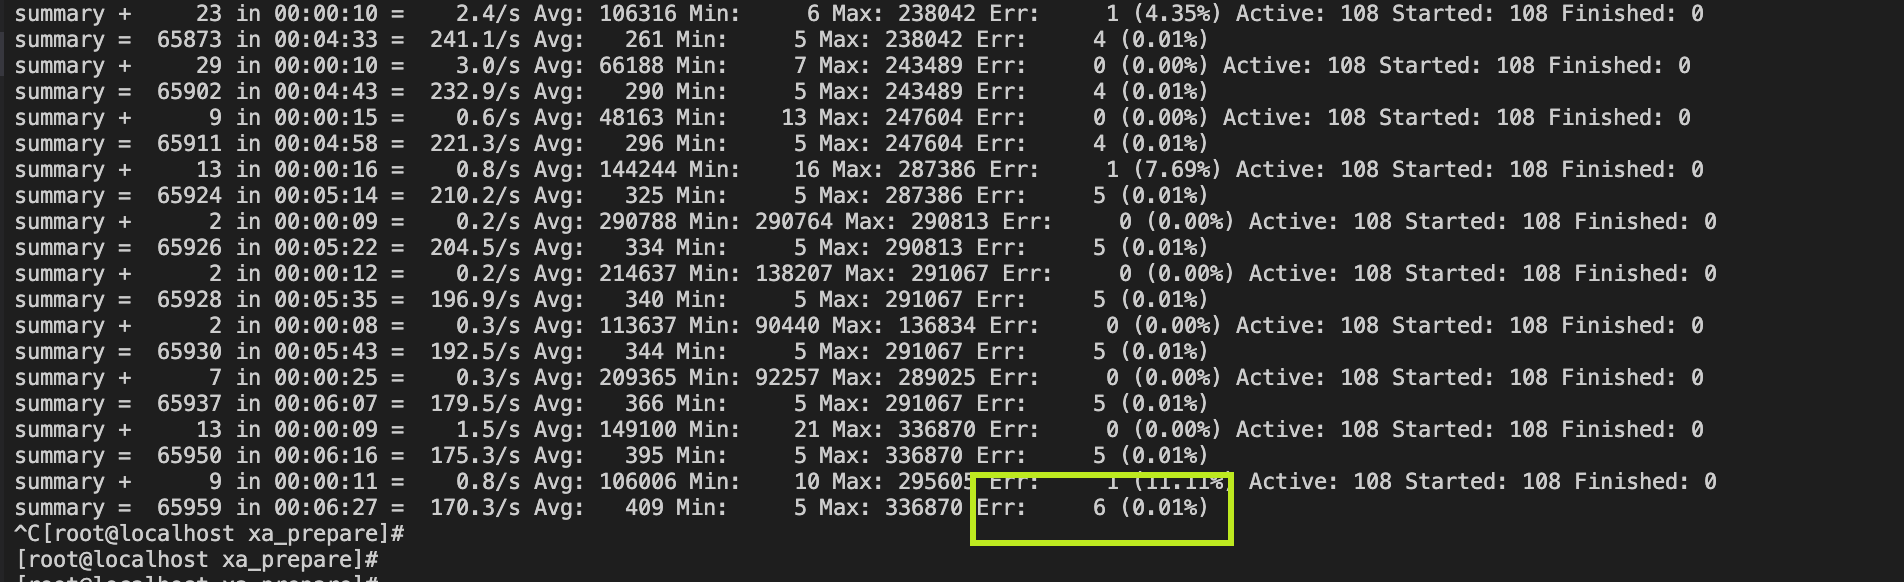 summary +     23 in 00:00:10 =    2.4/s Avg: 106316 Min:     6 Max: 238042 Err:     1 (4.35%) Active: 108 Started: 108 Finished: 0
summary =  65873 in 00:04:33 =  241.1/s Avg:   261 Min:     5 Max: 238042 Err:     4 (0.01%)
summary +     29 in 00:00:10 =    3.0/s Avg: 66188 Min:     7 Max: 243489 Err:     0 (0.00%) Active: 108 Started: 108 Finished: 0
summary =  65902 in 00:04:43 =  232.9/s Avg:   290 Min:     5 Max: 243489 Err:     4 (0.01%)
summary +      9 in 00:00:15 =    0.6/s Avg: 48163 Min:    13 Max: 247604 Err:     0 (0.00%) Active: 108 Started: 108 Finished: 0
summary =  65911 in 00:04:58 =  221.3/s Avg:   296 Min:     5 Max: 247604 Err:     4 (0.01%)
summary +     13 in 00:00:16 =    0.8/s Avg: 144244 Min:    16 Max: 287386 Err:     1 (7.69%) Active: 108 Started: 108 Finished: 0
summary =  65924 in 00:05:14 =  210.2/s Avg:   325 Min:     5 Max: 287386 Err:     5 (0.01%)
summary +      2 in 00:00:09 =    0.2/s Avg: 290788 Min: 290764 Max: 290813 Err:     0 (0.00%) Active: 108 Started: 108 Finished: 0
summary =  65926 in 00:05:22 =  204.5/s Avg:   334 Min:     5 Max: 290813 Err:     5 (0.01%)
summary +      2 in 00:00:12 =    0.2/s Avg: 214637 Min: 138207 Max: 291067 Err:     0 (0.00%) Active: 108 Started: 108 Finished: 0
summary =  65928 in 00:05:35 =  196.9/s Avg:   340 Min:     5 Max: 291067 Err:     5 (0.01%)
summary +      2 in 00:00:08 =    0.3/s Avg: 113637 Min: 90440 Max: 136834 Err:     0 (0.00%) Active: 108 Started: 108 Finished: 0
summary =  65930 in 00:05:43 =  192.5/s Avg:   344 Min:     5 Max: 291067 Err:     5 (0.01%)
summary +      7 in 00:00:25 =    0.3/s Avg: 209365 Min: 92257 Max: 289025 Err:     0 (0.00%) Active: 108 Started: 108 Finished: 0
summary =  65937 in 00:06:07 =  179.5/s Avg:   366 Min:     5 Max: 291067 Err:     5 (0.01%)
summary +     13 in 00:00:09 =    1.5/s Avg: 149100 Min:    21 Max: 336870 Err:     0 (0.00%) Active: 108 Started: 108 Finished: 0
summary =  65950 in 00:06:16 =  175.3/s Avg:   395 Min:     5 Max: 336870 Err:     5 (0.01%)
summary +      9 in 00:00:11 =    0.8/s Avg: 106006 Min:    10 Max: 295605 Err:     1 (11.11%) Active: 108 Started: 108 Finished: 0
summary =  65959 in 00:06:27 =  170.3/s Avg:   409 Min:     5 Max: 336870 Err:     6 (0.01%)
^C[root@localhost xa_prepare]#
[root@localhost xa_prepare]#
[root@localhost xa_prepare]#